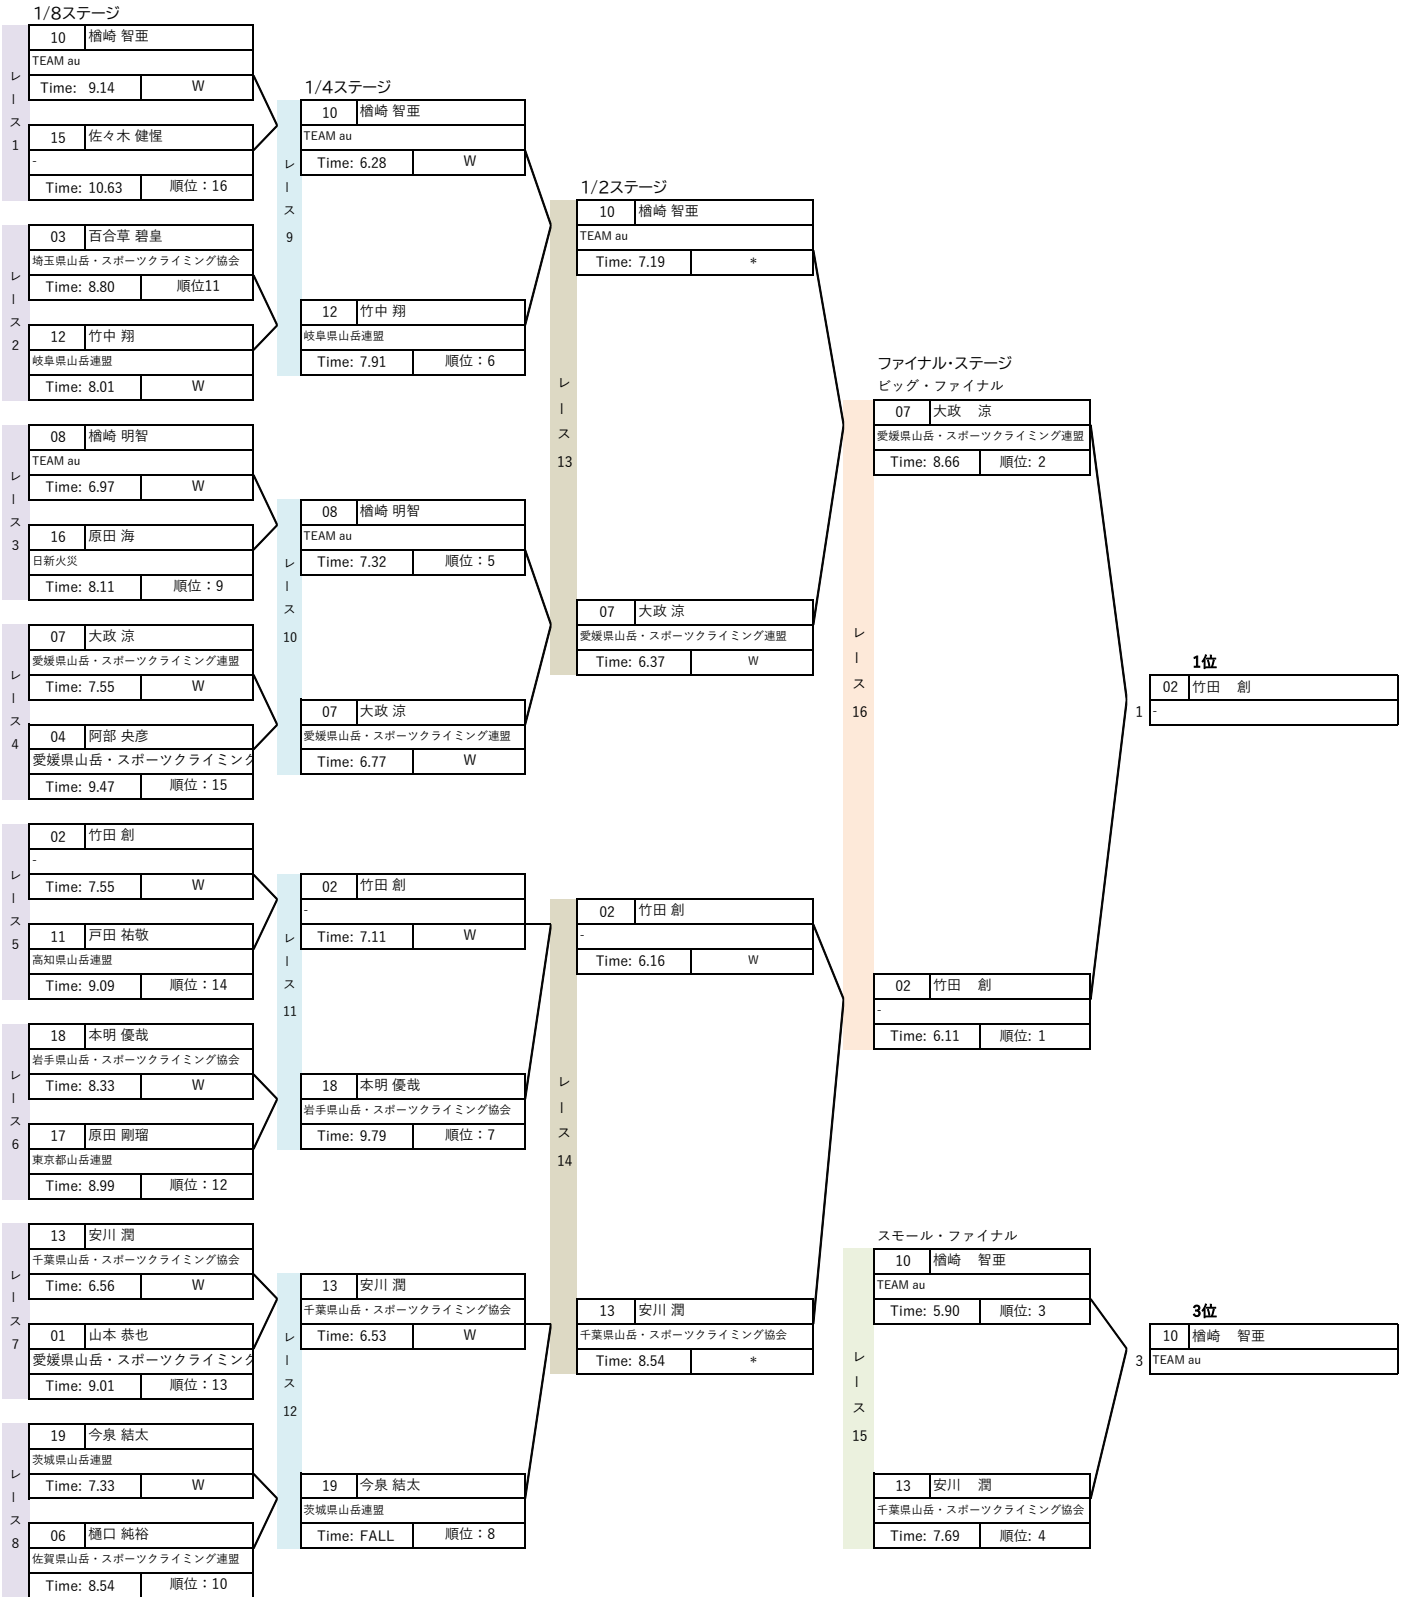 1/8ステージ
レース1
10 楢崎 智亜
TEAM au
Time: 9.14 W
15 佐々木 健惺
-
Time: 10.63 順位：16
レース2
03 百合草 碧皇
埼玉県山岳・スポーツクライミング協会
Time: 8.80 順位11
12 竹中 翔
岐阜県山岳連盟
Time: 8.01 W
レース3
08 楢崎 明智
TEAM au
Time: 6.97 W
16 原田 海
日新火災
Time: 8.11 順位：9
レース4
07 大政 涼
愛媛県山岳・スポーツクライミング連盟
Time: 7.55 W
04 阿部 央彦
愛媛県山岳・スポーツクライミング
Time: 9.47 順位：15
レース5
02 竹田 創
-
Time: 7.55 W
11 戸田 祐敬
高知県山岳連盟
Time: 9.09 順位：14
レース6
18 本明 優哉
岩手県山岳・スポーツクライミング協会
Time: 8.33 W
17 原田 剛瑠
東京都山岳連盟
Time: 8.99 順位：12
レース7
13 安川 潤
千葉県山岳・スポーツクライミング協会
Time: 6.56 W
01 山本 恭也
愛媛県山岳・スポーツクライミング
Time: 9.01 順位：13
レース8
19 今泉 結太
茨城県山岳連盟
Time: 7.33 W
06 樋口 純裕
佐賀県山岳・スポーツクライミング連盟
Time: 8.54 順位：10
1/4ステージ
レース9
10 楢崎 智亜
TEAM au
Time: 6.28 W
12 竹中 翔
岐阜県山岳連盟
Time: 7.91 順位：6
レース10
08 楢崎 明智
TEAM au
Time: 7.32 順位：5
07 大政 涼
愛媛県山岳・スポーツクライミング連盟
Time: 6.77 W
レース11
02 竹田 創
-
Time: 7.11 W
18 本明 優哉
岩手県山岳・スポーツクライミング協会
Time: 9.79 順位：7
レース12
13 安川 潤
千葉県山岳・スポーツクライミング協会
Time: 6.53 W
19 今泉 結太
茨城県山岳連盟
Time: FALL 順位：8
1/2ステージ
レース13
10 楢崎 智亜
TEAM au
Time: 7.19 *
07 大政 涼
愛媛県山岳・スポーツクライミング連盟
Time: 6.37 W
レース14
02 竹田 創
-
Time: 6.16 W
13 安川 潤
千葉県山岳・スポーツクライミング協会
Time: 8.54 *
ファイナル・ステージ
ビッグ・ファイナル
レース16
07 大政　涼
愛媛県山岳・スポーツクライミング連盟
Time: 8.66 順位: 2
02 竹田　創
-
Time: 6.11 順位: 1
スモール・ファイナル
レース15
10 楢崎　智亜
TEAM au
Time: 5.90 順位: 3
13 安川　潤
千葉県山岳・スポーツクライミング協会
Time: 7.69 順位: 4
1位
1 02 竹田　創
-
3位
3 10 楢崎　智亜
TEAM au